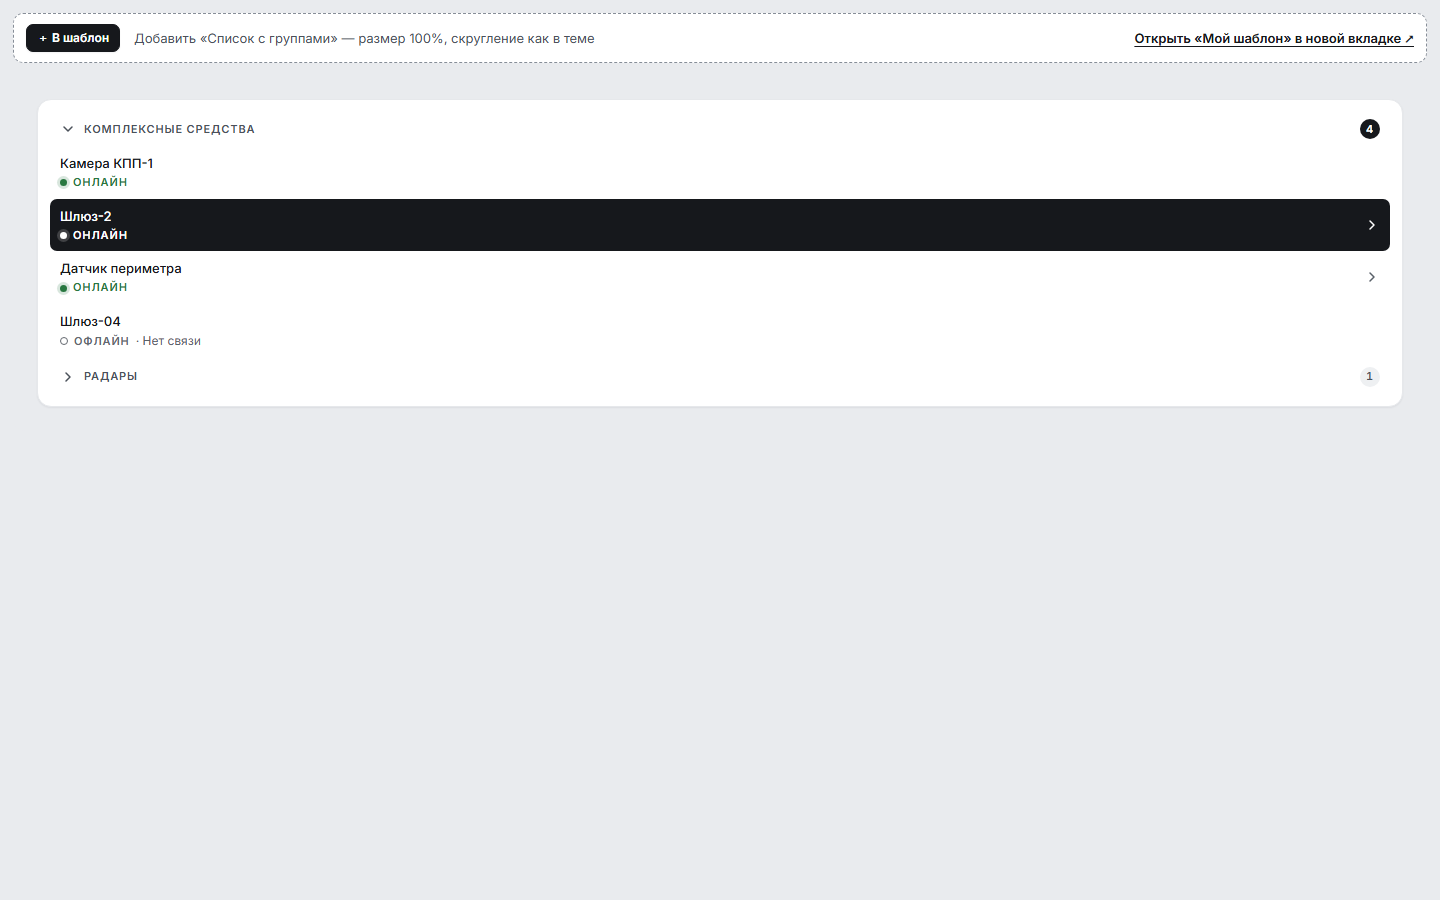 + В шаблон
Добавить «Список с группами» — размер 100%, скругление как в теме
Открыть «Мой шаблон» в новой вкладке ↗
КОМПЛЕКСНЫЕ СРЕДСТВА
4
Камера КПП-1
ОНЛАЙН
Шлюз-2
ОНЛАЙН
Датчик периметра
ОНЛАЙН
Шлюз-04
ОФЛАЙН · Нет связи
РАДАРЫ
1